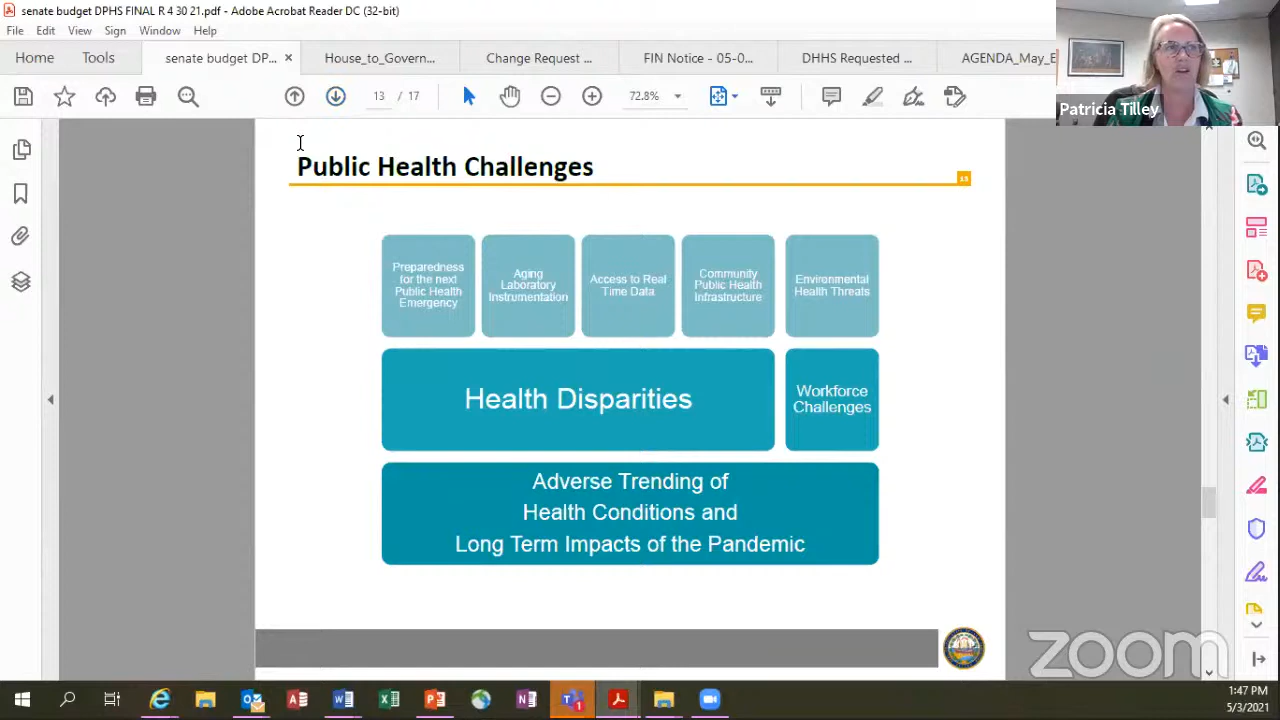 senate budget DPHS FINAL R 4 30 21.pdf - Adobe Acrobat Reader DC (32-bit)
File Edit View Sign Window Help
Home Tools senate budget DP... × House_to_Govern... Change Request ... FIN Notice - 05-0... DHHS Requested ... AGENDA_May_E
13 / 17 72.8%
Patricia Tilley
Public Health Challenges
13
Preparedness
for the next
Public Health
Emergency
Aging
Laboratory
Instrumentation
Access to Real
Time Data
Community
Public Health
Infrastructure
Environmental
Health Threats
Health Disparities
Workforce
Challenges
Adverse Trending of
Health Conditions and
Long Term Impacts of the Pandemic
zoom
1:47 PM
5/3/2021